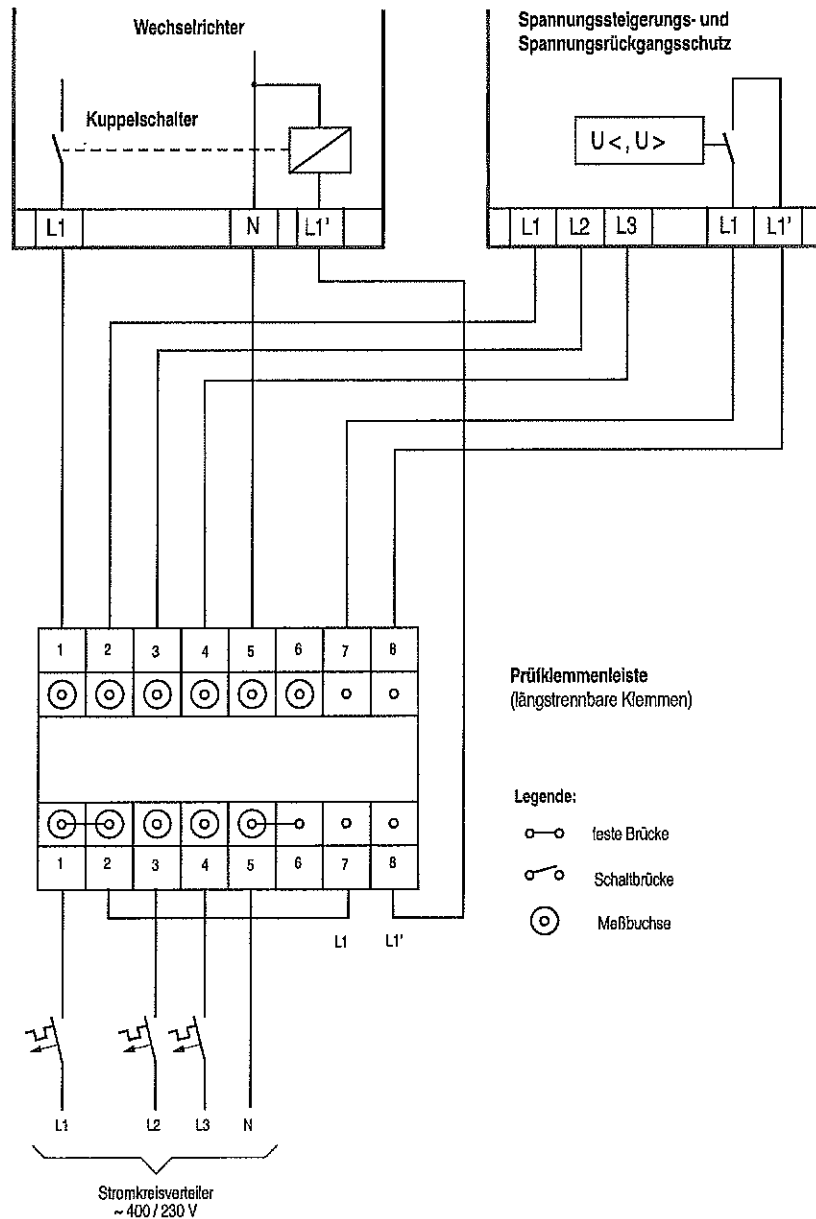 Wechselrichter
Spannungssteigerungs- und
Spannungsrückgangsschutz
Kuppelschalter
U<, U>
L1 N L1'
L1 L2 L3 L1 L1'
1 2 3 4 5 6 7 8
Prüfklemmenleiste
(längstrennbare Klemmen)
Legende:
feste Brücke
Schaltbrücke
Meßbuchse
1 2 3 4 5 6 7 8
L1 L1'
L1 L2 L3 N
Stromkreisverteiler
~ 400 / 230 V